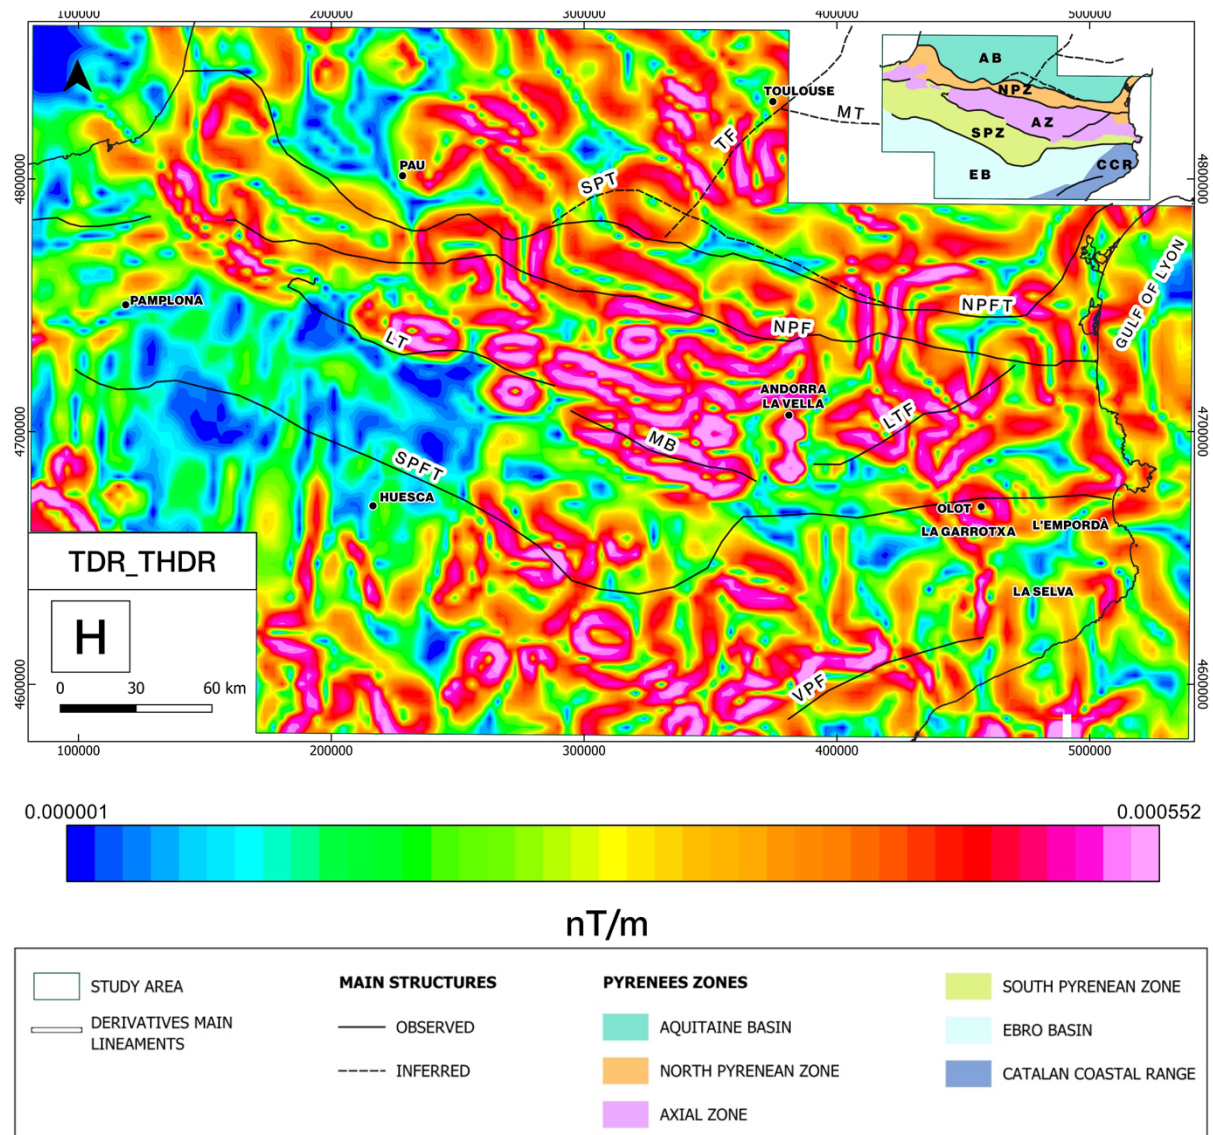 100000
200000
300000
400000
500000
AB
NPZ
AZ
SPZ
EB
CCR
TOULOUSE
MT
TF
PAU
SPT
4800000
4800000
PAMPLONA
GULF OF LYON
NPFT
NPF
LT
ANDORRA
LA VELLA
LTF
MB
4700000
4700000
SPFT
HUESCA
OLOT
LA GARROTXA
L'EMPORDÀ
LA SELVA
VPF
TDR_THDR
H
0 30 60 km
4600000
4600000
100000
200000
300000
400000
500000
0.000001
0.000552
nT/m
STUDY AREA
DERIVATIVES MAIN
LINEAMENTS
MAIN STRUCTURES
OBSERVED
INFERRED
PYRENEES ZONES
AQUITAINE BASIN
NORTH PYRENEAN ZONE
AXIAL ZONE
SOUTH PYRENEAN ZONE
EBRO BASIN
CATALAN COASTAL RANGE